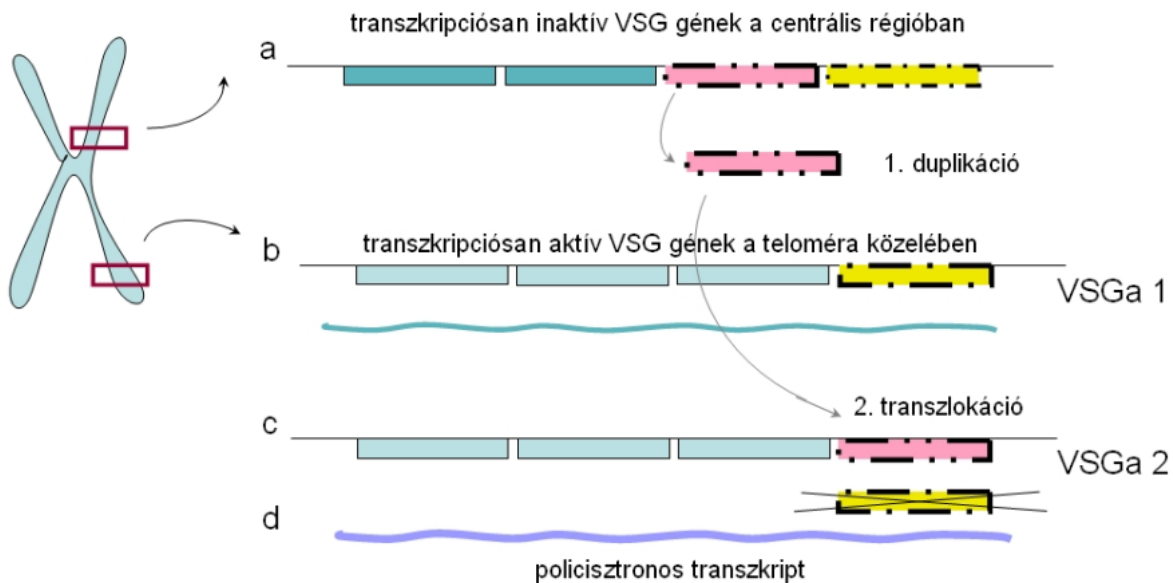 transzkripciósan inaktív VSG gének a centrális régióban
a
1. duplikáció
transzkripciósan aktív VSG gének a teloméra közelében
b
VSGa 1
2. transzlokáció
c
VSGa 2
d
policisztronos transzkript